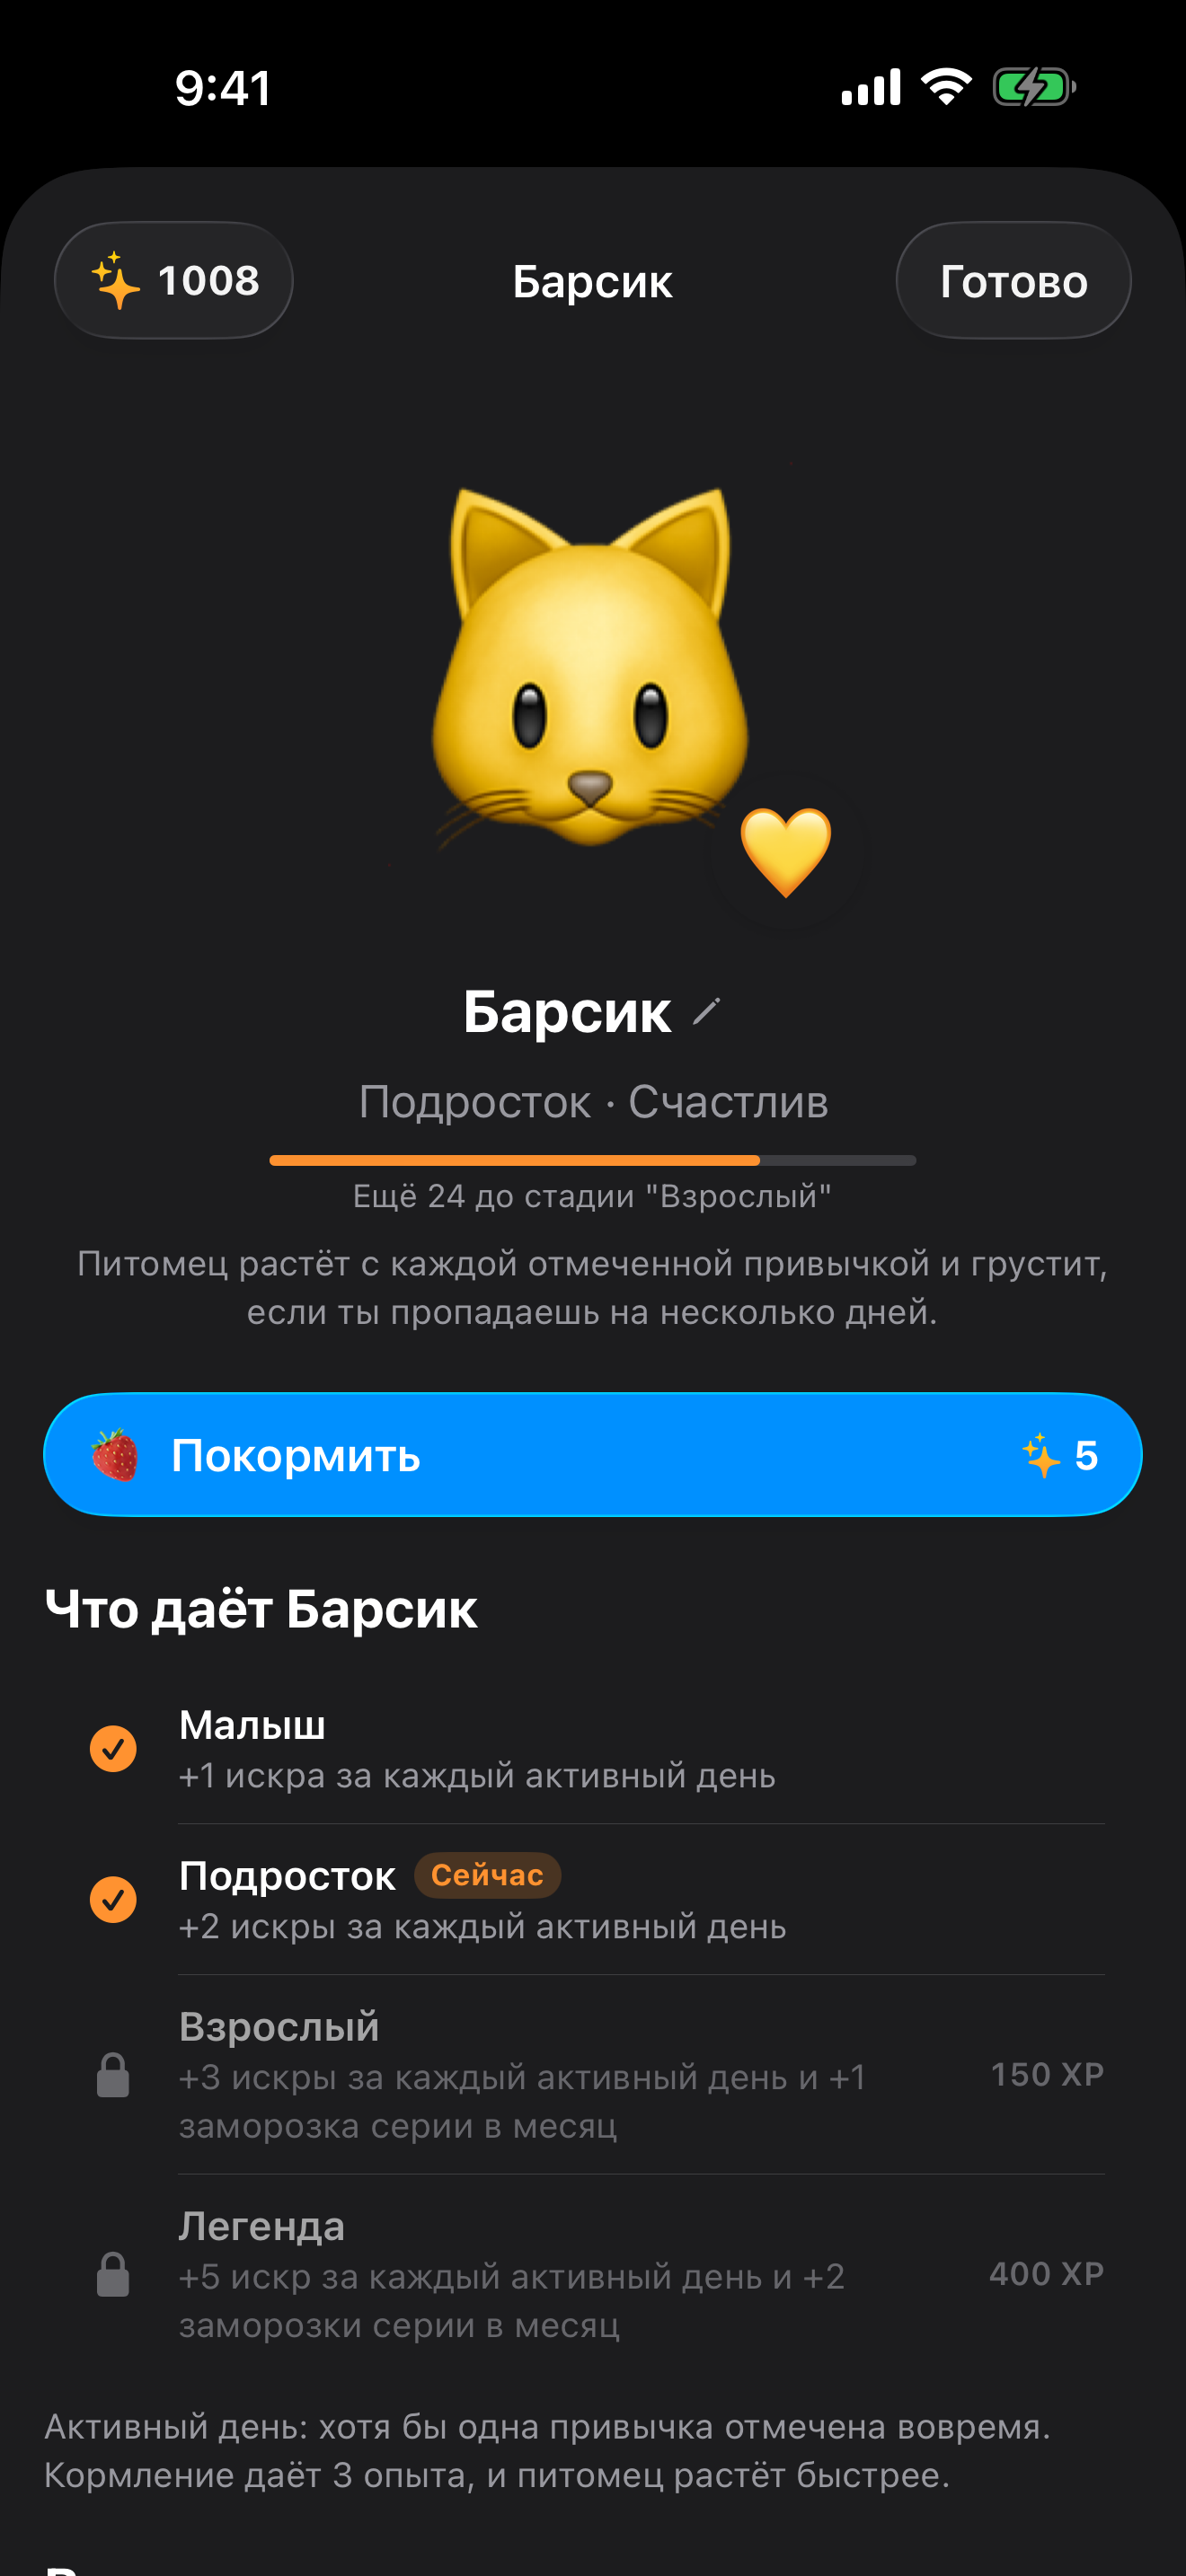 9:41
1008
Барсик
Готово
Барсик
Подросток · Счастлив
Ещё 24 до стадии "Взрослый"
Питомец растёт с каждой отмеченной привычкой и грустит,
если ты пропадаешь на несколько дней.
Покормить
5
Что даёт Барсик
Малыш
+1 искра за каждый активный день
Подросток Сейчас
+2 искры за каждый активный день
Взрослый
+3 искры за каждый активный день и +1
заморозка серии в месяц
150 XP
Легенда
+5 искр за каждый активный день и +2
заморозки серии в месяц
400 XP
Активный день: хотя бы одна привычка отмечена вовремя.
Кормление даёт 3 опыта, и питомец растёт быстрее.